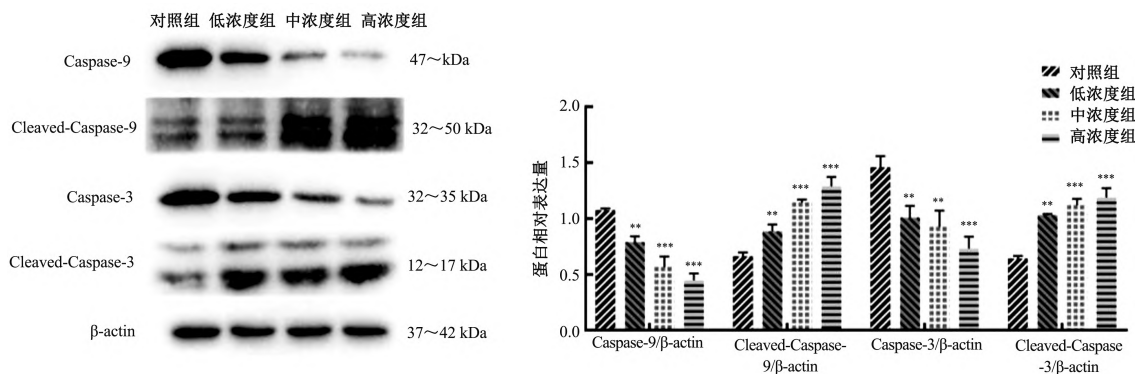 对照组 低浓度组 中浓度组 高浓度组
Caspase-9
47～kDa
Cleaved-Caspase-9
32～50 kDa
Caspase-3
32～35 kDa
Cleaved-Caspase-3
12～17 kDa
β-actin
37～42 kDa
对照组
低浓度组
中浓度组
高浓度组
蛋白相对表达量
2.0
1.5
1.0
0.5
0.0
** *** ***
** *** ***
** ** ***
** *** ***
Caspase-9/β-actin
Cleaved-Caspase-
9/β-actin
Caspase-3/β-actin
Cleaved-Caspase
-3/β-actin